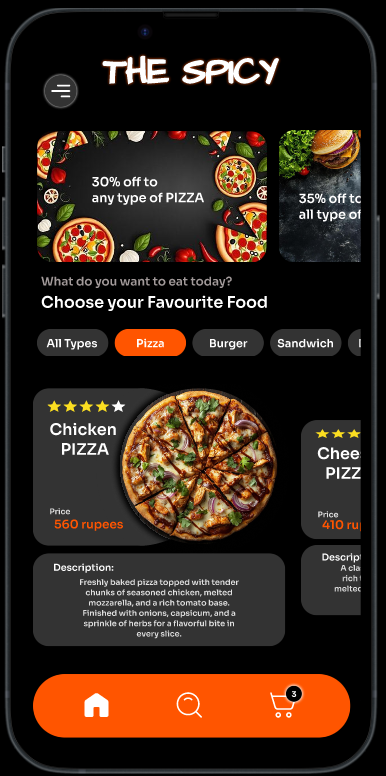 THE SPICY
30% off to
any type of PIZZA
35% off to
all type of
What do you want to eat today?
Choose your Favourite Food
All Types
Pizza
Burger
Sandwich
Chicken
PIZZA
Price
560 rupees
Description:
Freshly baked pizza topped with tender
chunks of seasoned chicken, melted
mozzarella, and a rich tomato base.
Finished with onions, capsicum, and a
sprinkle of herbs for a flavorful bite in
every slice.
Chees
PIZZ
Price
410 rup
Descript
A cla
rich t
melted
3